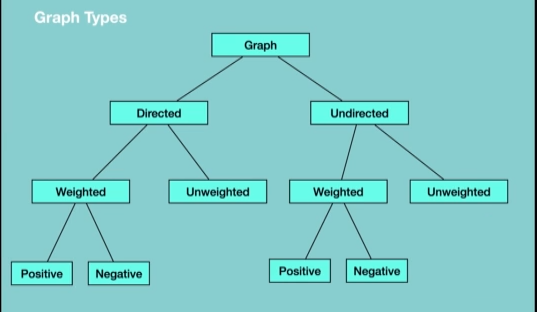 Graph Types
Graph
Directed
Undirected
Weighted
Unweighted
Weighted
Unweighted
Positive
Negative
Positive
Negative